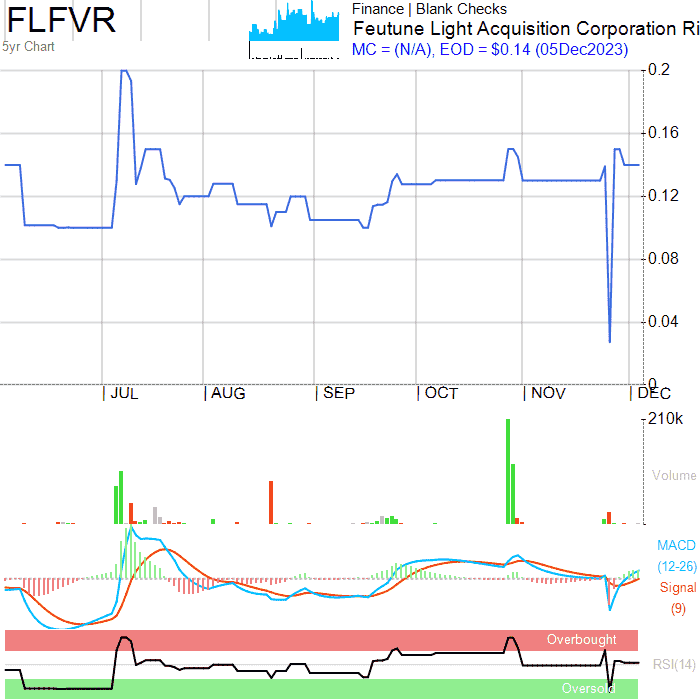 FLFVR
5yr Chart
Finance | Blank Checks
Feutune Light Acquisition Corporation Ri
MC = (N/A), EOD = $0.14 (05Dec2023)
0.2
0.16
0.12
0.08
0.04
0
JUL AUG SEP OCT NOV DEC
210k
Volume
MACD
(12-26)
Signal
(9)
Overbought
RSI(14)
Oversold